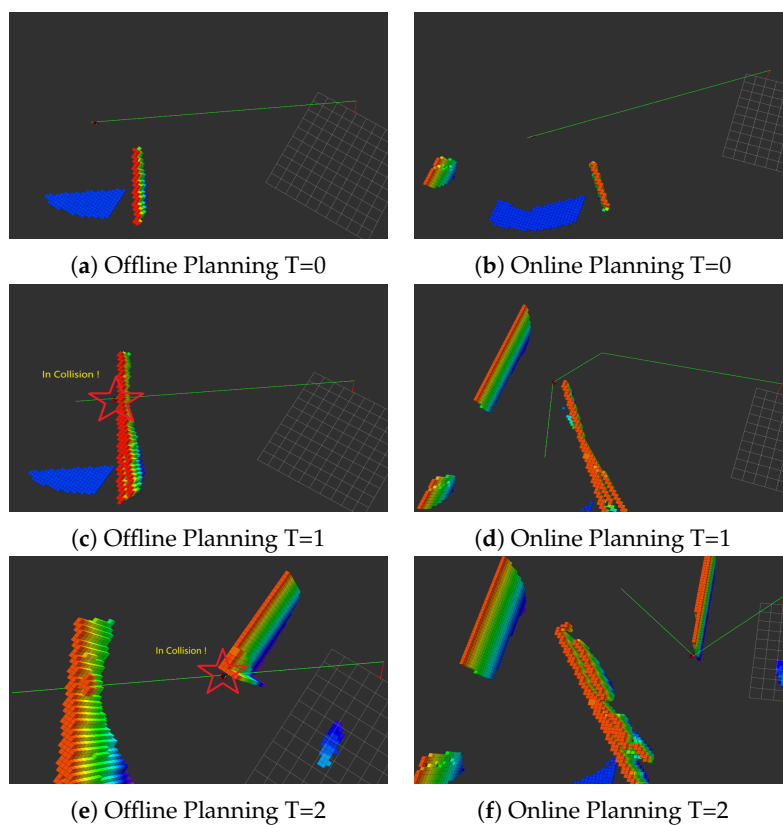 (a) Offline Planning T=0
(b) Online Planning T=0
In Collision !
(c) Offline Planning T=1
(d) Online Planning T=1
In Collision !
(e) Offline Planning T=2
(f) Online Planning T=2